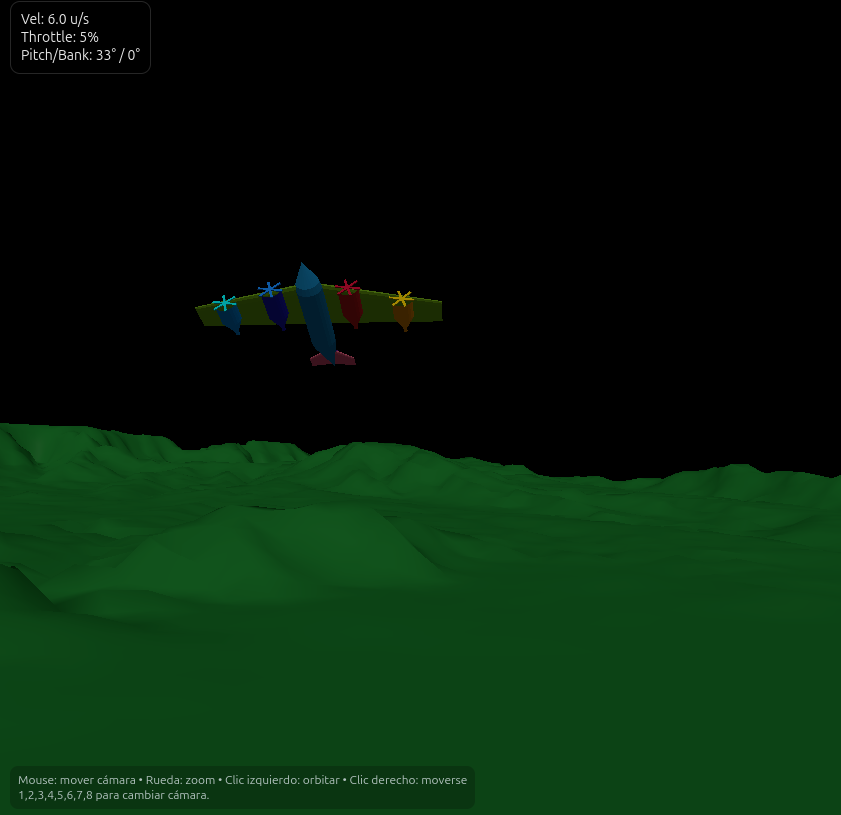 Vel: 6.0 u/s
Throttle: 5%
Pitch/Bank: 33° / 0°
Mouse: mover cámara • Rueda: zoom • Clic izquierdo: orbitar • Clic derecho: moverse
1,2,3,4,5,6,7,8 para cambiar cámara.